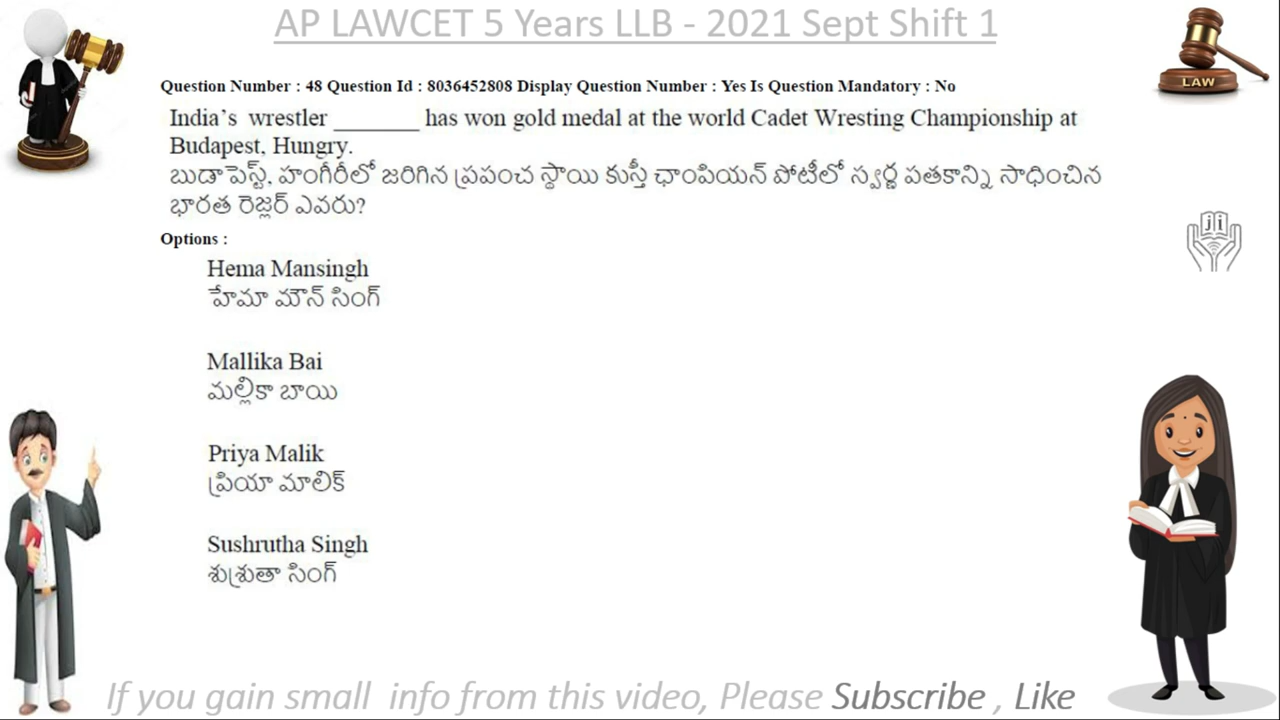 AP LAWCET 5 Years LLB - 2021 Sept Shift 1
LAW
Question Number : 48 Question Id : 8036452808 Display Question Number : Yes Is Question Mandatory : No
India's wrestler _______ has won gold medal at the world Cadet Wresting Championship at
Budapest, Hungry.
బుడాపెస్ట్, హంగీరీలో జరిగిన ప్రపంచ స్థాయి కుస్తీ ఛాంపియన్ పోటీలో స్వర్ణ పతకాన్ని సాధించిన
భారత రెజ్లర్ ఎవరు?
ji
Options :
Hema Mansingh
హేమా మౌన్ సింగ్
Mallika Bai
మల్లికా బాయి
Priya Malik
ప్రియా మాలిక్
Sushrutha Singh
శుశ్రుతా సింగ్
If you gain small info from this video, Please Subscribe , Like